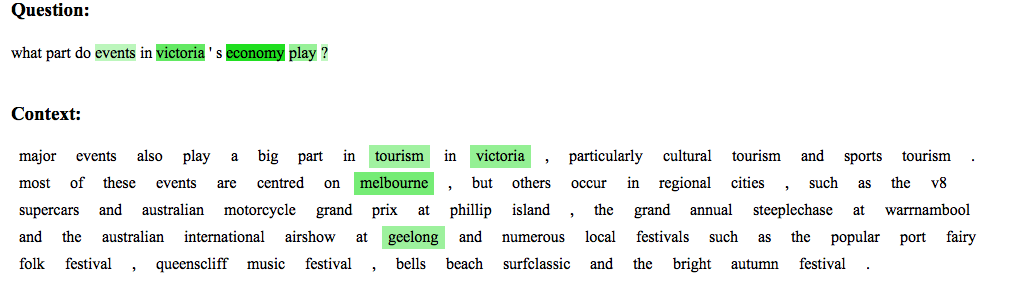 Question:
what part do events in victoria ' s economy play ?
Context:
major events also play a big part in tourism in victoria , particularly cultural tourism and sports tourism .
most of these events are centred on melbourne , but others occur in regional cities , such as the v8
supercars and australian motorcycle grand prix at phillip island , the grand annual steeplechase at warrnambool
and the australian international airshow at geelong and numerous local festivals such as the popular port fairy
folk festival , queenscliff music festival , bells beach surfclassic and the bright autumn festival .